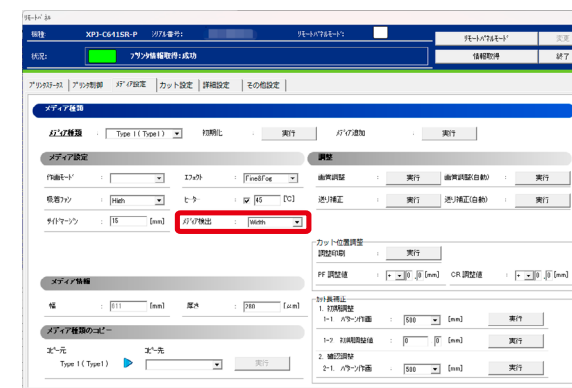 リモートパネル
機種: XPJ-C641SR-P シリアル番号: リモートパネルモード: リモートパネルモード 変更
状況: プリンタ情報取得:成功 情報取得 終了
プリンタステータス プリンタ制御 メディア設定 カット設定 詳細設定 その他設定
メディア種類
メディア種類 : Type 1 ( Type1 ) 初期化 : 実行 メディア追加 : 実行
メディア設定 調整
作画モード : エフェクト : Fine&Fog 画質調整 : 実行 画質調整(自動) : 実行
吸着ファン : High ヒーター : 45 [℃] 送り補正 : 実行 送り補正(自動) : 実行
サイドマージン : 15 [mm] メディア検出 : Width
カット位置調整
調整印刷 : 実行
PF 調整値 : + 0 . 0 [mm] CR 調整値 : + 0 . 0 [mm]
メディア情報
幅 : 611 [mm] 厚さ : 280 [μm]
カット長補正
1. 初期調整
1-1. パターン作画 : 500 [mm] 実行
1-2. 初期調整値 : 0 0 [mm] 実行
2. 確認調整
2-1. パターン作画 : 500 [mm] 実行
メディア種類のコピー
コピー元 コピー先
Type 1 ( Type1 ) 実行